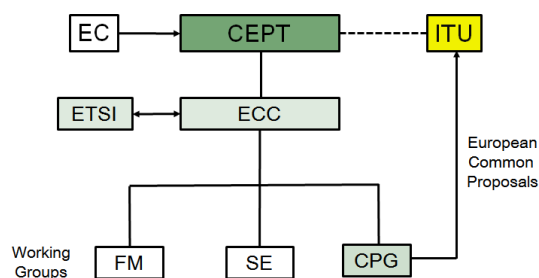 EC
CEPT
ITU
ETSI
ECC
European
Common
Proposals
Working
Groups
FM
SE
CPG